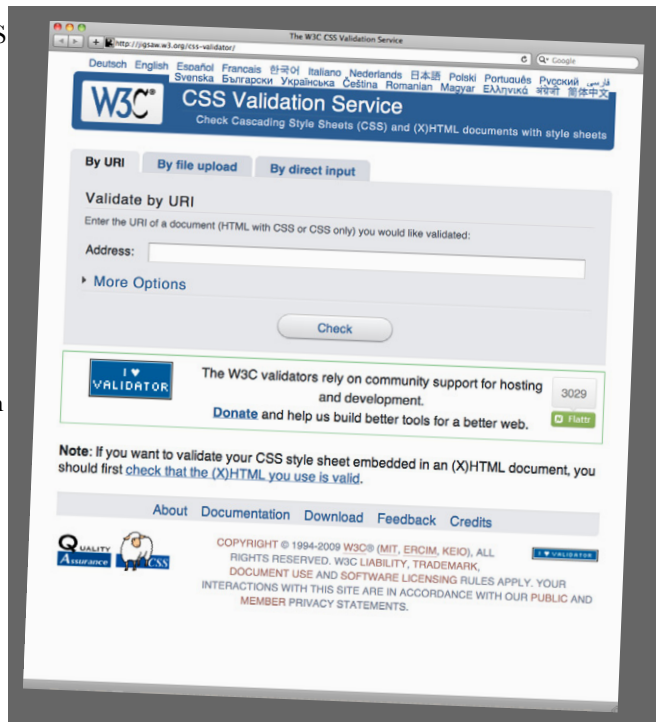 S
n
The W3C CSS Validation Service
http://jigsaw.w3.org/css-validator/
Google
Deutsch English Español Français 한국어 Italiano Nederlands 日本語 Polski Português Русский فارسی
Svenska Български Українська Čeština Romanian Magyar Ελληνικά हिन्दी 简体中文
W3C®
CSS Validation Service
Check Cascading Style Sheets (CSS) and (X)HTML documents with style sheets
By URI By file upload By direct input
Validate by URI
Enter the URI of a document (HTML with CSS or CSS only) you would like validated:
Address:
More Options
Check
I ♥
VALIDATOR
The W3C validators rely on community support for hosting
and development.
Donate and help us build better tools for a better web.
3029
Flattr
Note: If you want to validate your CSS style sheet embedded in an (X)HTML document, you
should first check that the (X)HTML you use is valid.
About Documentation Download Feedback Credits
QUALITY
Assurance
CSS
COPYRIGHT © 1994-2009 W3C® (MIT, ERCIM, KEIO), ALL
RIGHTS RESERVED. W3C LIABILITY, TRADEMARK,
DOCUMENT USE AND SOFTWARE LICENSING RULES APPLY. YOUR
INTERACTIONS WITH THIS SITE ARE IN ACCORDANCE WITH OUR PUBLIC AND
MEMBER PRIVACY STATEMENTS.
I ♥ VALIDATOR